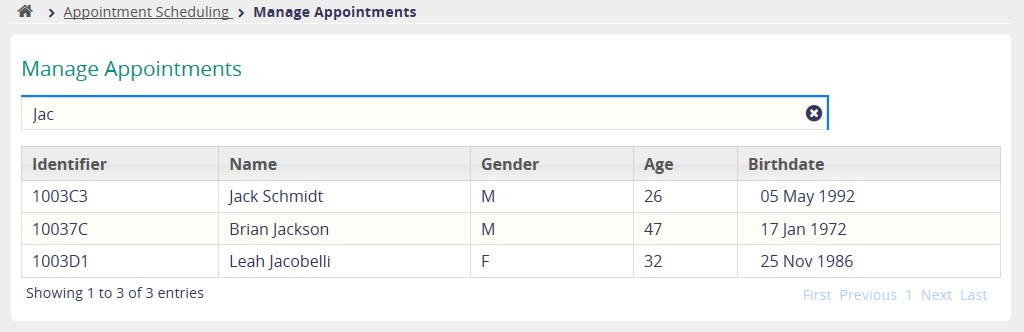 Appointment Scheduling > Manage Appointments
Manage Appointments
Jac
Identifier Name Gender Age Birthdate
1003C3 Jack Schmidt M 26 05 May 1992
10037C Brian Jackson M 47 17 Jan 1972
1003D1 Leah Jacobelli F 32 25 Nov 1986
Showing 1 to 3 of 3 entries First Previous 1 Next Last